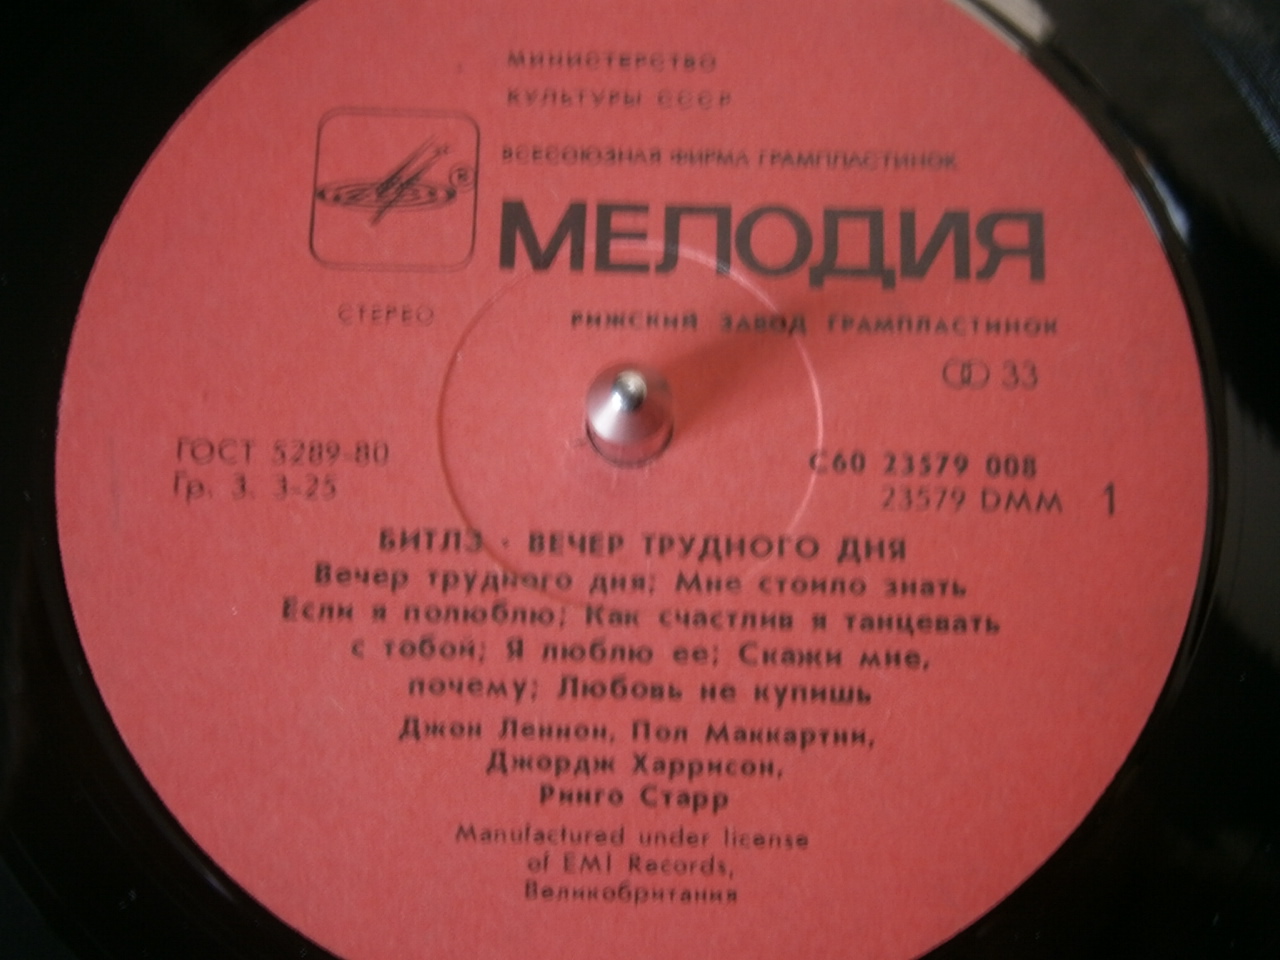 МИНИСТЕРСТВО
КУЛЬТУРЫ СССР
ВСЕСОЮЗНАЯ ФИРМА ГРАМПЛАСТИНОК
®
МЕЛОДИЯ
СТЕРЕО
РИЖСКИЙ ЗАВОД ГРАМПЛАСТИНОК
33
ГОСТ 5289-80
Гр. 3. 3-25
С60 23579 008
23579 DMM 1
БИТЛЗ · ВЕЧЕР ТРУДНОГО ДНЯ
Вечер трудного дня; Мне стоило знать
Если я полюблю; Как счастлив я танцевать
с тобой; Я люблю ее; Скажи мне,
почему; Любовь не купишь
Джон Леннон, Пол Маккартни,
Джордж Харрисон,
Ринго Старр
Manufactured under license
of EMI Records,
Великобритания